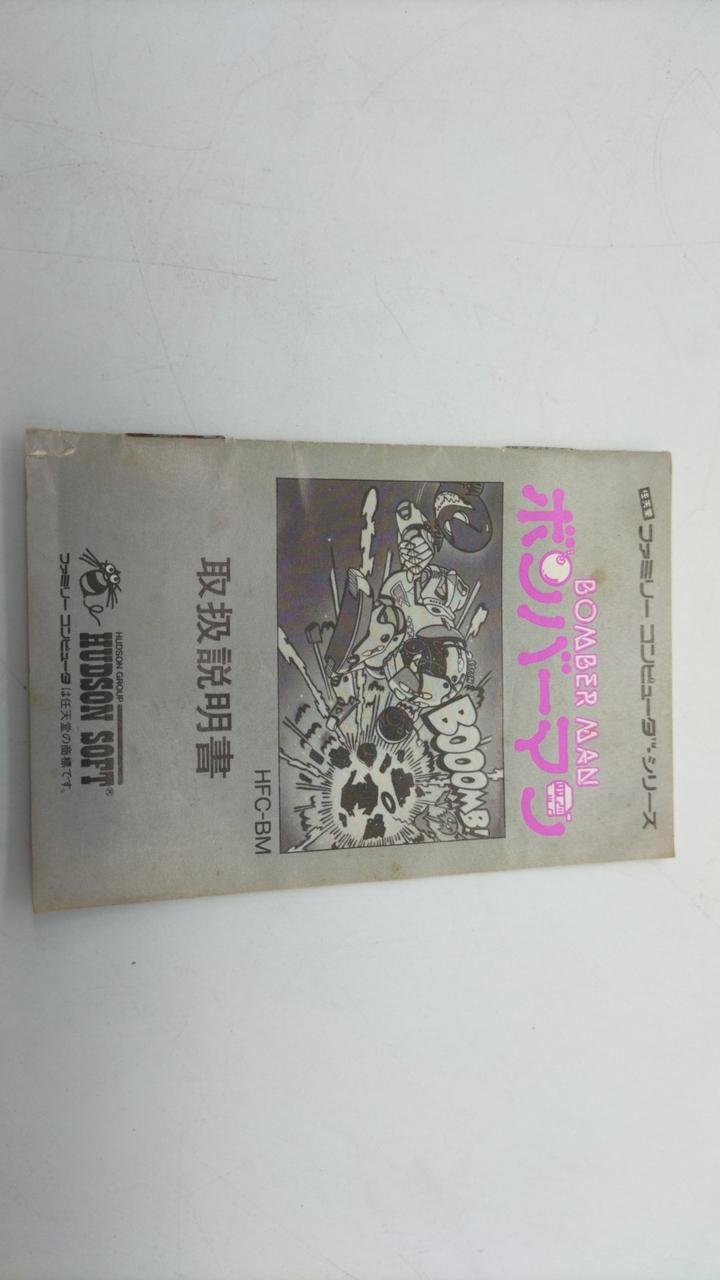 任天堂 ファミリー コンピュータ™ シリーズ
BOMBER MAN
ボンバーマン
BOOOMB!
HFC-BM
取扱説明書
HUDSON GROUP
HUDSON SOFT®
ファミリー コンピュータは任天堂の商標です。